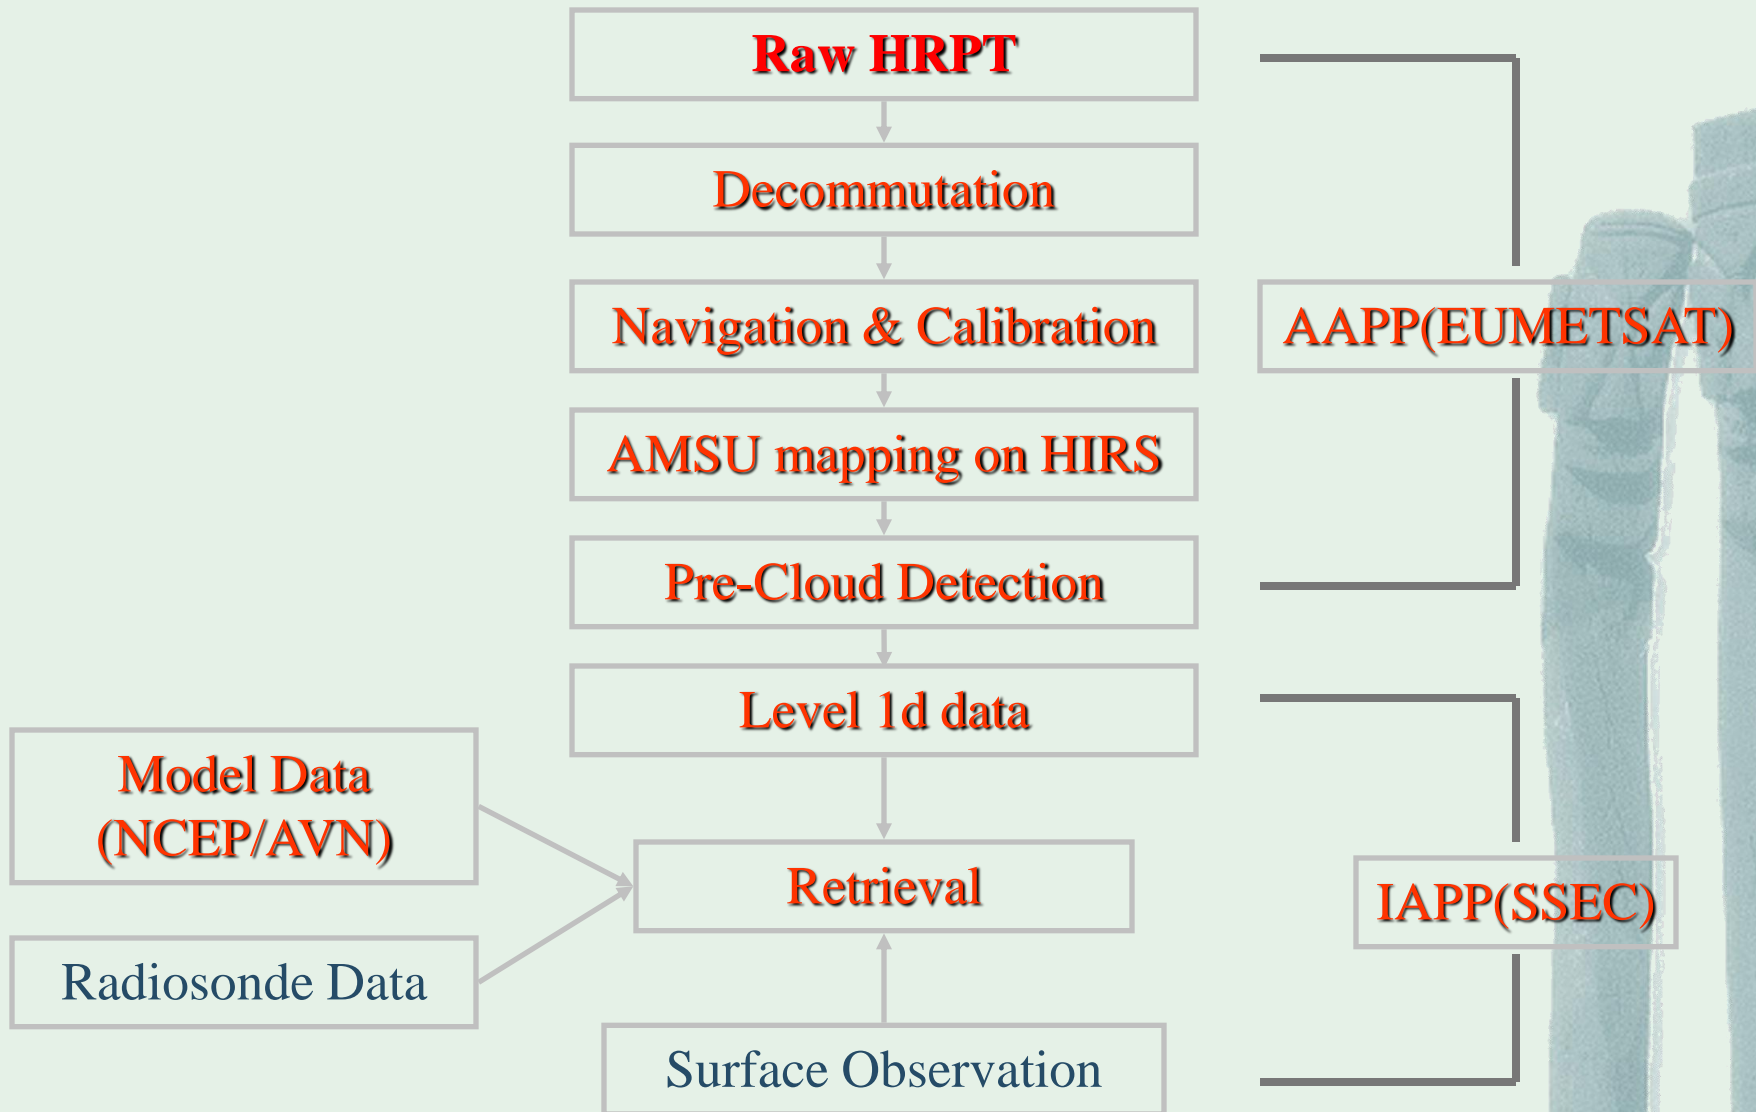 Raw HRPT
Decommutation
Navigation & Calibration
AAPP(EUMETSAT)
AMSU mapping on HIRS
Pre-Cloud Detection
Level 1d data
Model Data
(NCEP/AVN)
Retrieval
IAPP(SSEC)
Radiosonde Data
Surface Observation